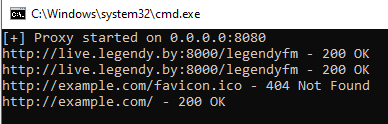 C:\Windows\system32\cmd.exe
[+] Proxy started on 0.0.0.0:8080
http://live.legendy.by:8000/legendyfm - 200 OK
http://live.legendy.by:8000/legendyfm - 200 OK
http://example.com/favicon.ico - 404 Not Found
http://example.com/ - 200 OK